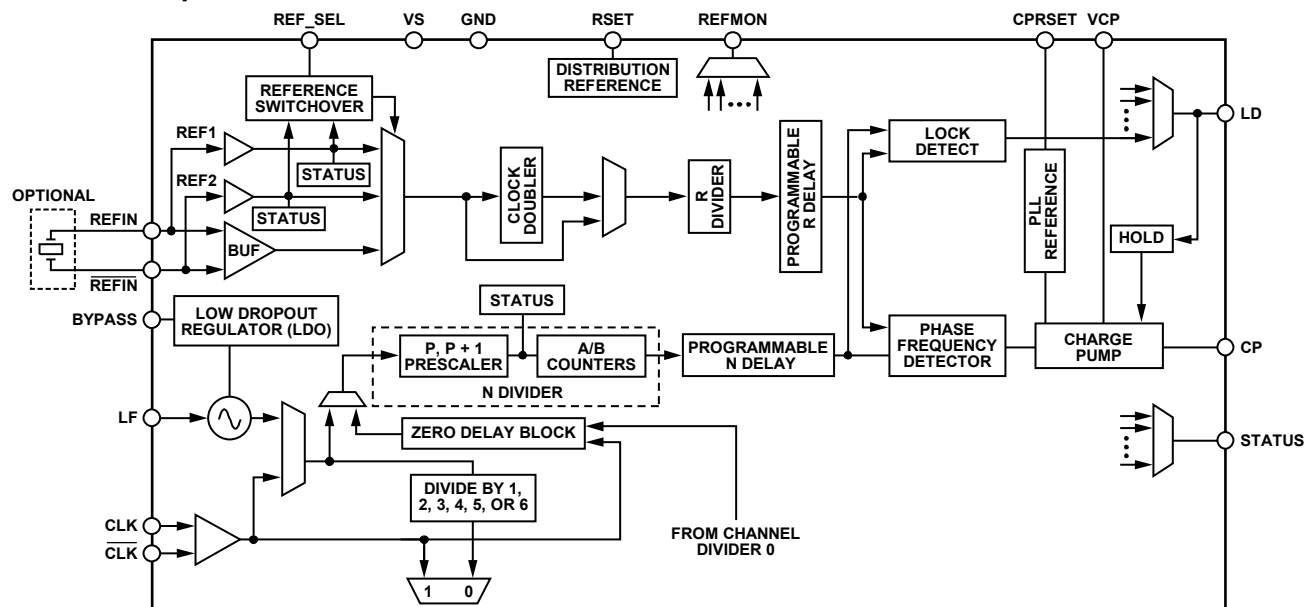 REF_SEL
VS
GND
RSET
REFMON
CPRSET
VCP
DISTRIBUTION
REFERENCE
REFERENCE
SWITCHOVER
REF1
REF2
STATUS
STATUS
OPTIONAL
REFIN
BUF
REFIN
CLOCK
DOUBLER
R
DIVIDER
PROGRAMMABLE
R DELAY
LOCK
DETECT
LD
PLL
REFERENCE
HOLD
BYPASS
LOW DROPOUT
REGULATOR (LDO)
STATUS
P, P + 1
PRESCALER
A/B
COUNTERS
N DIVIDER
PROGRAMMABLE
N DELAY
PHASE
FREQUENCY
DETECTOR
CHARGE
PUMP
CP
LF
ZERO DELAY BLOCK
STATUS
DIVIDE BY 1,
2, 3, 4, 5, OR 6
CLK
CLK
FROM CHANNEL
DIVIDER 0
1 0